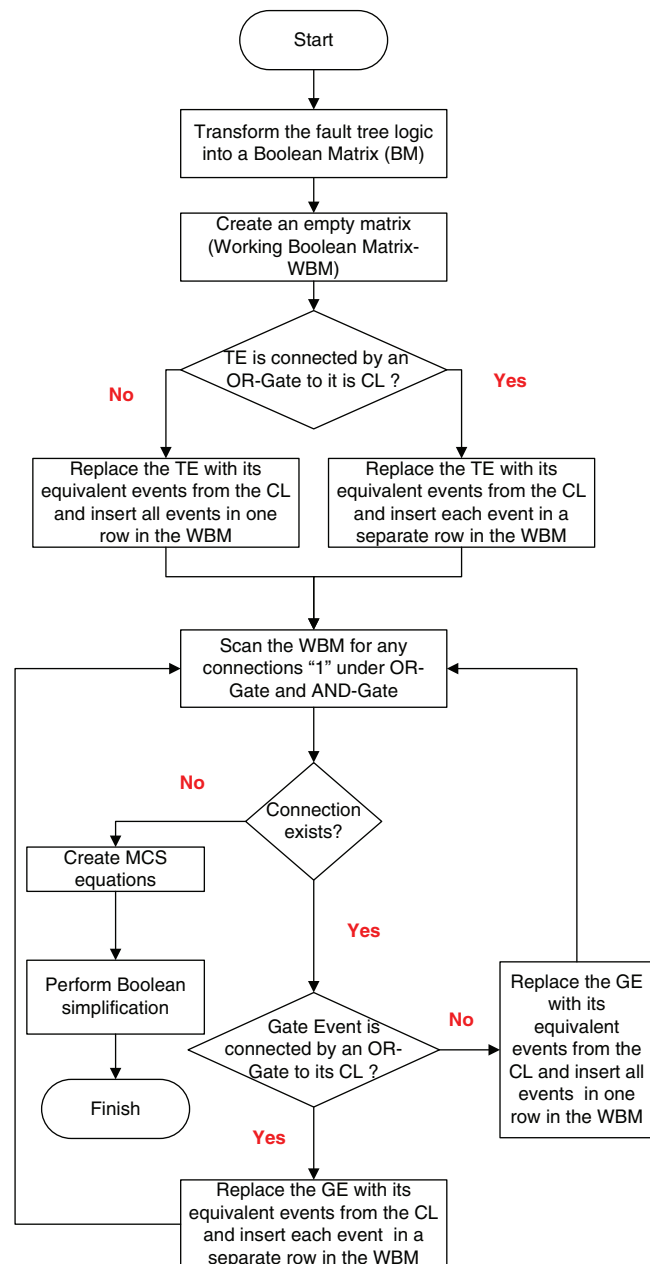 Start
Transform the fault tree logic
into a Boolean Matrix (BM)
Create an empty matrix
(Working Boolean Matrix-
WBM)
TE is connected by an
OR-Gate to it is CL ?
No
Yes
Replace the TE with its
equivalent events from the CL
and insert all events in one
row in the WBM
Replace the TE with its
equivalent events from the CL
and insert each event in a
separate row in the WBM
Scan the WBM for any
connections “1” under OR-
Gate and AND-Gate
No
Connection
exists?
Create MCS
equations
Yes
Perform Boolean
simplification
Finish
Gate Event is
connected by an OR-
Gate to its CL ?
No
Replace the GE
with its
equivalent
events from the
CL and insert all
events  in one
row in the WBM
Yes
Replace the GE with its
equivalent events from the CL
and insert each event  in a
separate row in the WBM